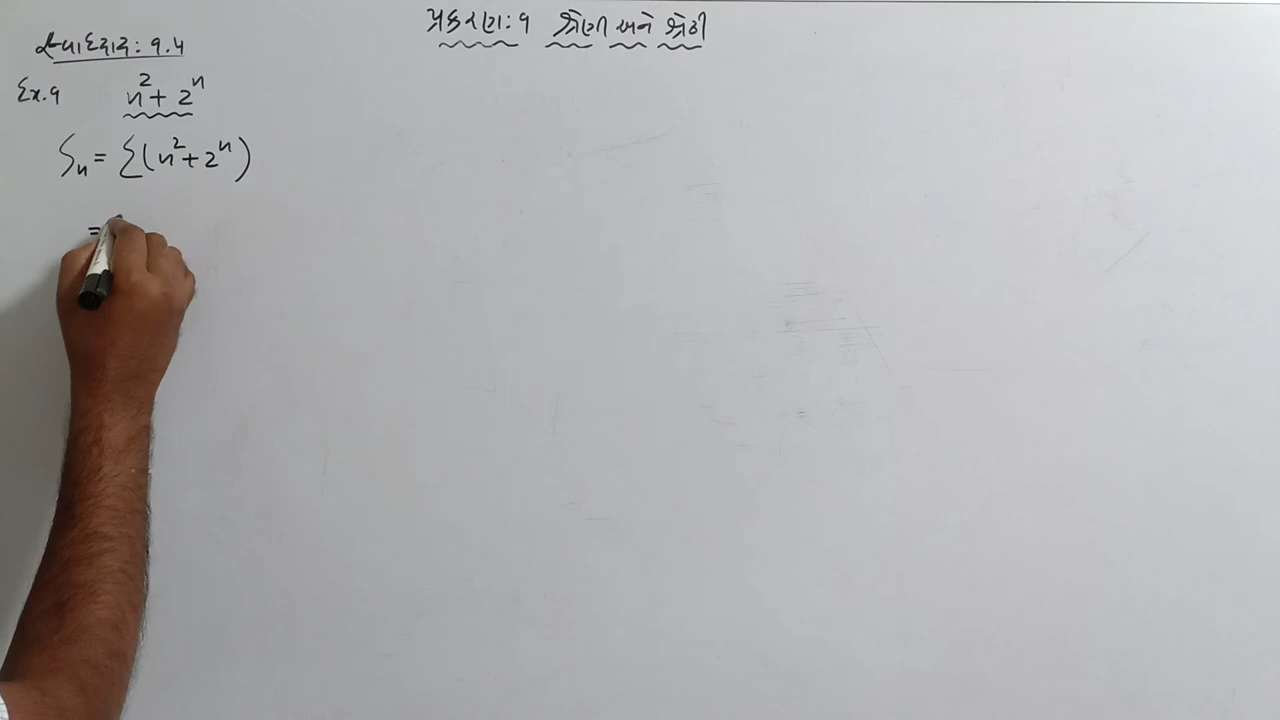 પ્રકરણ: 9 શ્રેણી અને શ્રેઢી
સ્વાધ્યાય: 9.4
Ex. 9 n² + 2ⁿ
Sₙ = Σ(n² + 2ⁿ)
=